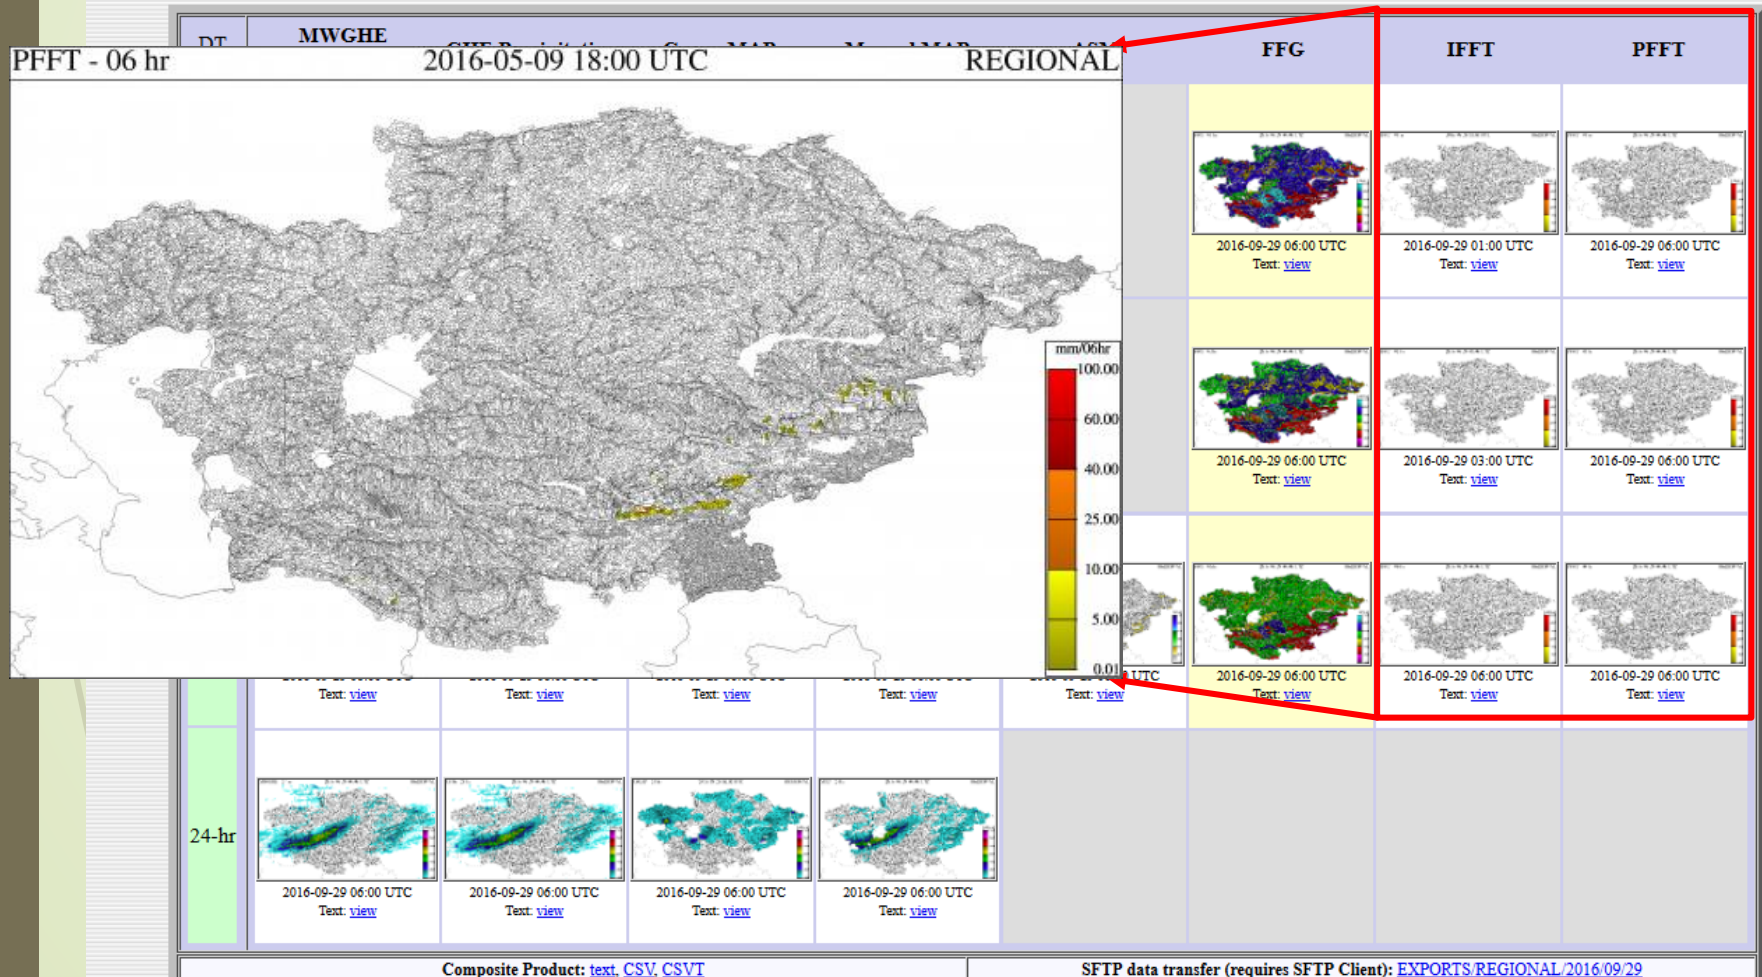 DT
MWGHE
FFG
IFFT
PFFT
PFFT - 06 hr
2016-05-09 18:00 UTC
REGIONAL
mm/06hr
100.00
60.00
40.00
25.00
10.00
5.00
0.01
2016-09-29 06:00 UTC
2016-09-29 01:00 UTC
2016-09-29 06:00 UTC
Text: view
Text: view
Text: view
2016-09-29 06:00 UTC
2016-09-29 03:00 UTC
2016-09-29 06:00 UTC
Text: view
Text: view
Text: view
UTC
2016-09-29 06:00 UTC
2016-09-29 06:00 UTC
2016-09-29 06:00 UTC
Text: view
Text: view
Text: view
Text: view
Text: view
Text: view
Text: view
Text: view
24-hr
2016-09-29 06:00 UTC
2016-09-29 06:00 UTC
2016-09-29 06:00 UTC
2016-09-29 06:00 UTC
Text: view
Text: view
Text: view
Text: view
Composite Product: text, CSV, CSVT
SFTP data transfer (requires SFTP Client): EXPORTS/REGIONAL/2016/09/29